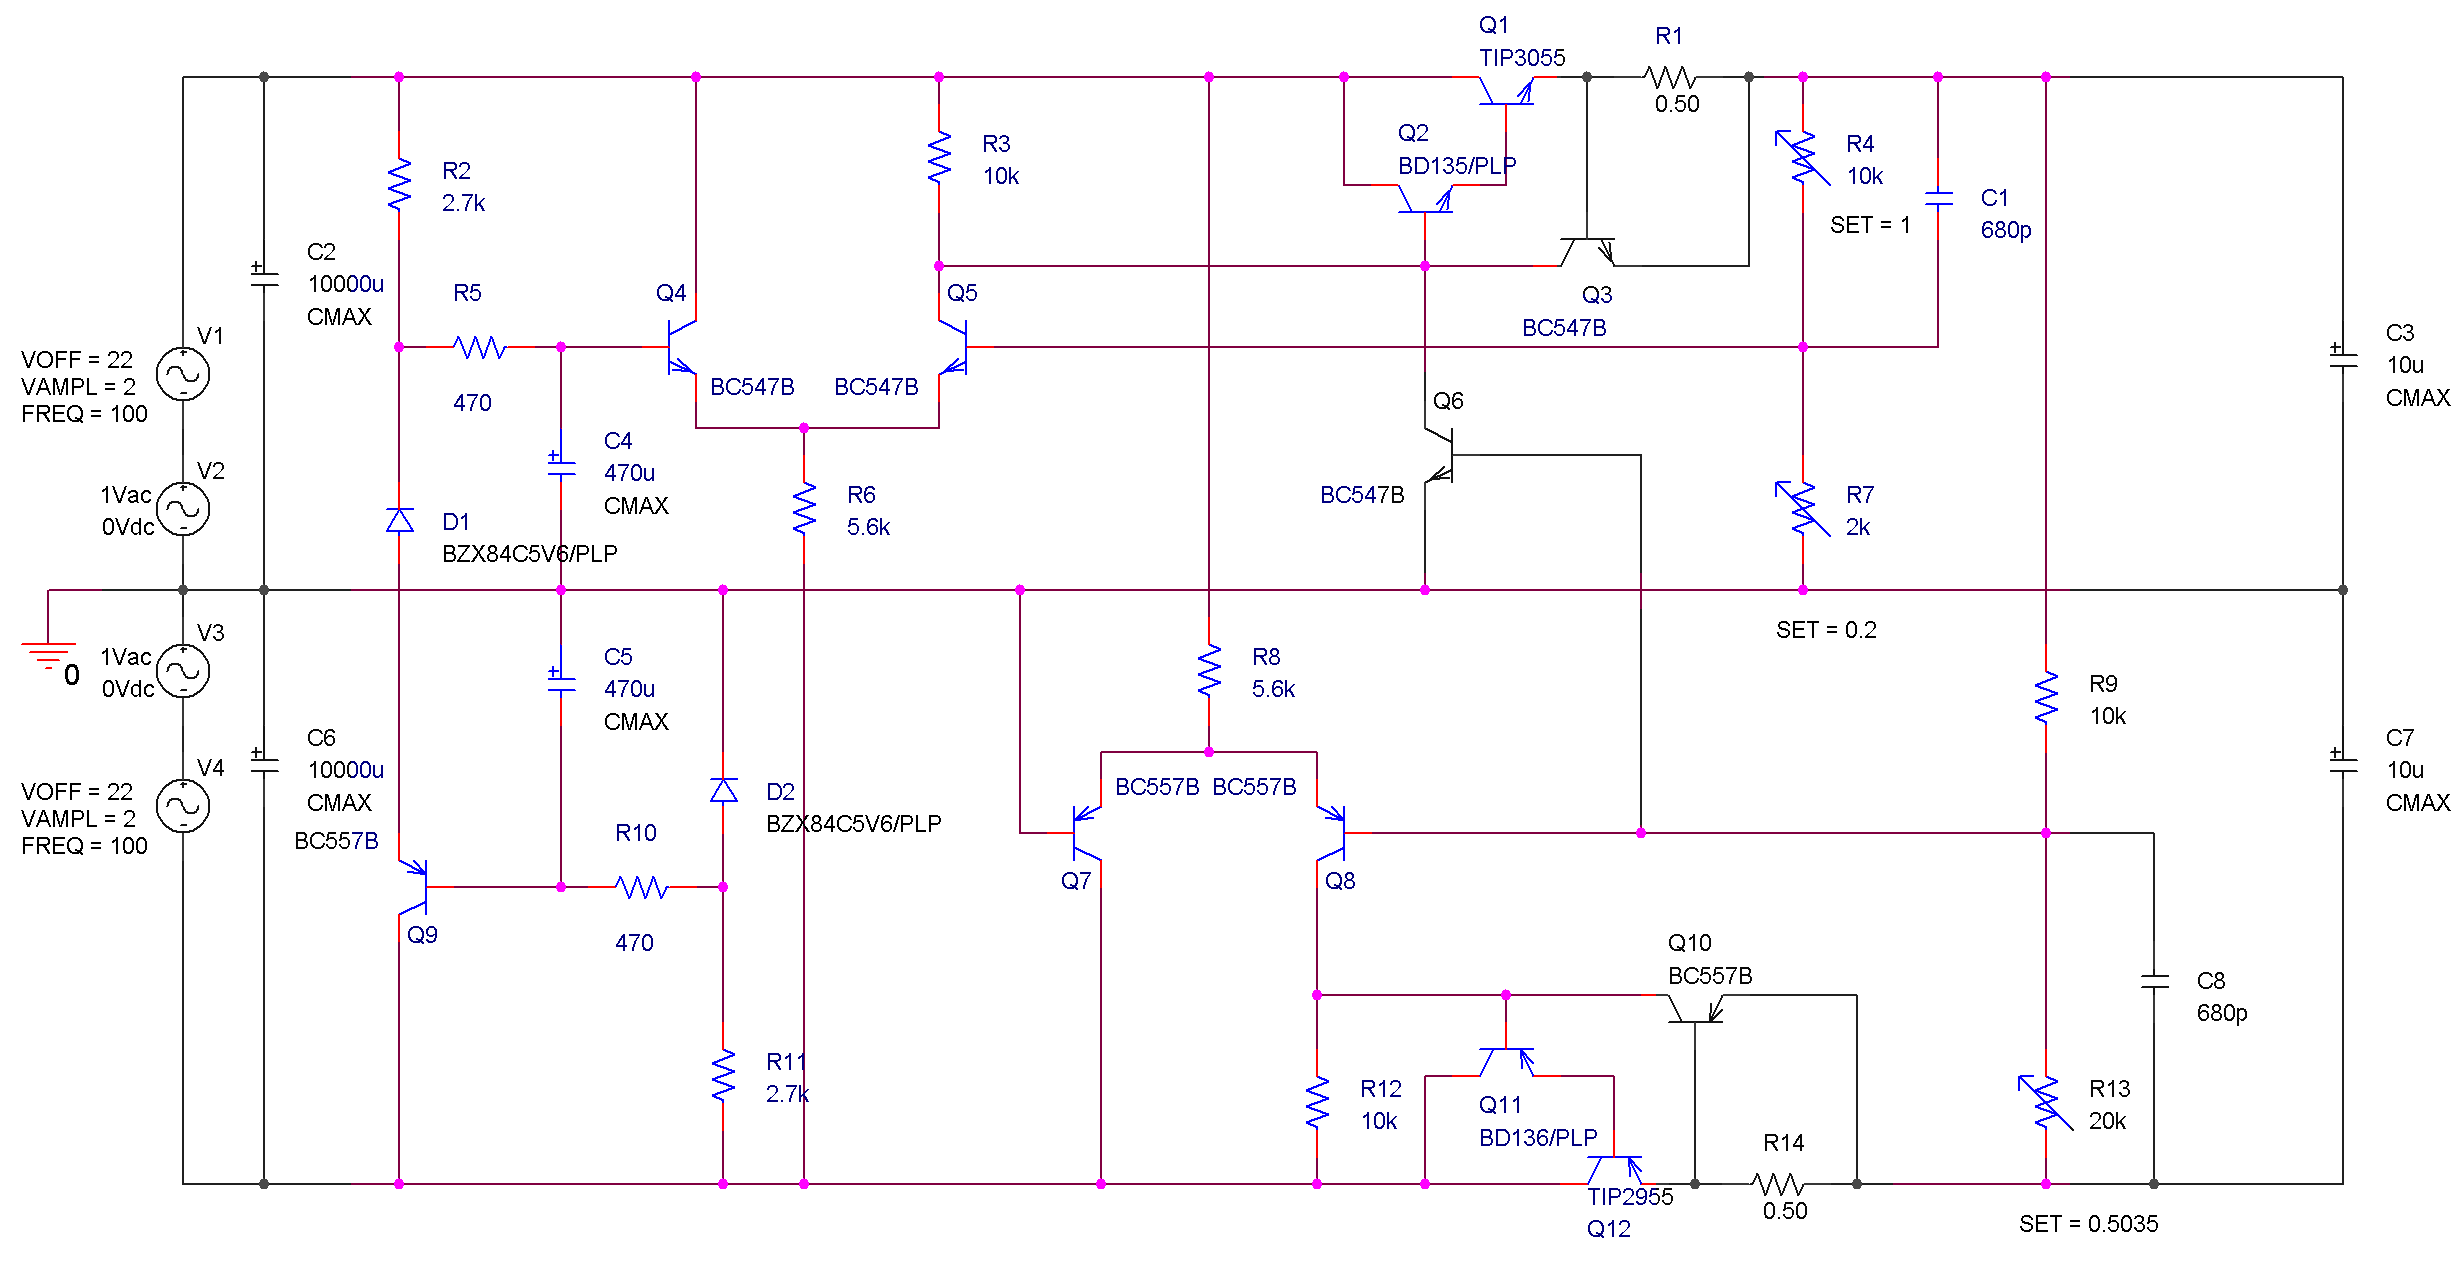 Q1
TIP3055
R1
0.50
Q2
BD135/PLP
R3
10k
R4
10k
SET = 1
C1
680p
R2
2.7k
C2
10000u
CMAX
R5
470
Q4
BC547B
Q5
BC547B
Q3
BC547B
V1
VOFF = 22
VAMPL = 2
FREQ = 100
C3
10u
CMAX
Q6
BC547B
C4
470u
CMAX
V2
1Vac
0Vdc
R6
5.6k
R7
2k
D1
BZX84C5V6/PLP
SET = 0.2
0
V3
1Vac
0Vdc
C5
470u
CMAX
R8
5.6k
R9
10k
C6
10000u
CMAX
V4
VOFF = 22
VAMPL = 2
FREQ = 100
BC557B
Q9
R10
470
D2
BZX84C5V6/PLP
BC557B
BC557B
Q7
Q8
C7
10u
CMAX
Q10
BC557B
C8
680p
R11
2.7k
R12
10k
Q11
BD136/PLP
R13
20k
R14
0.50
TIP2955
Q12
SET = 0.5035